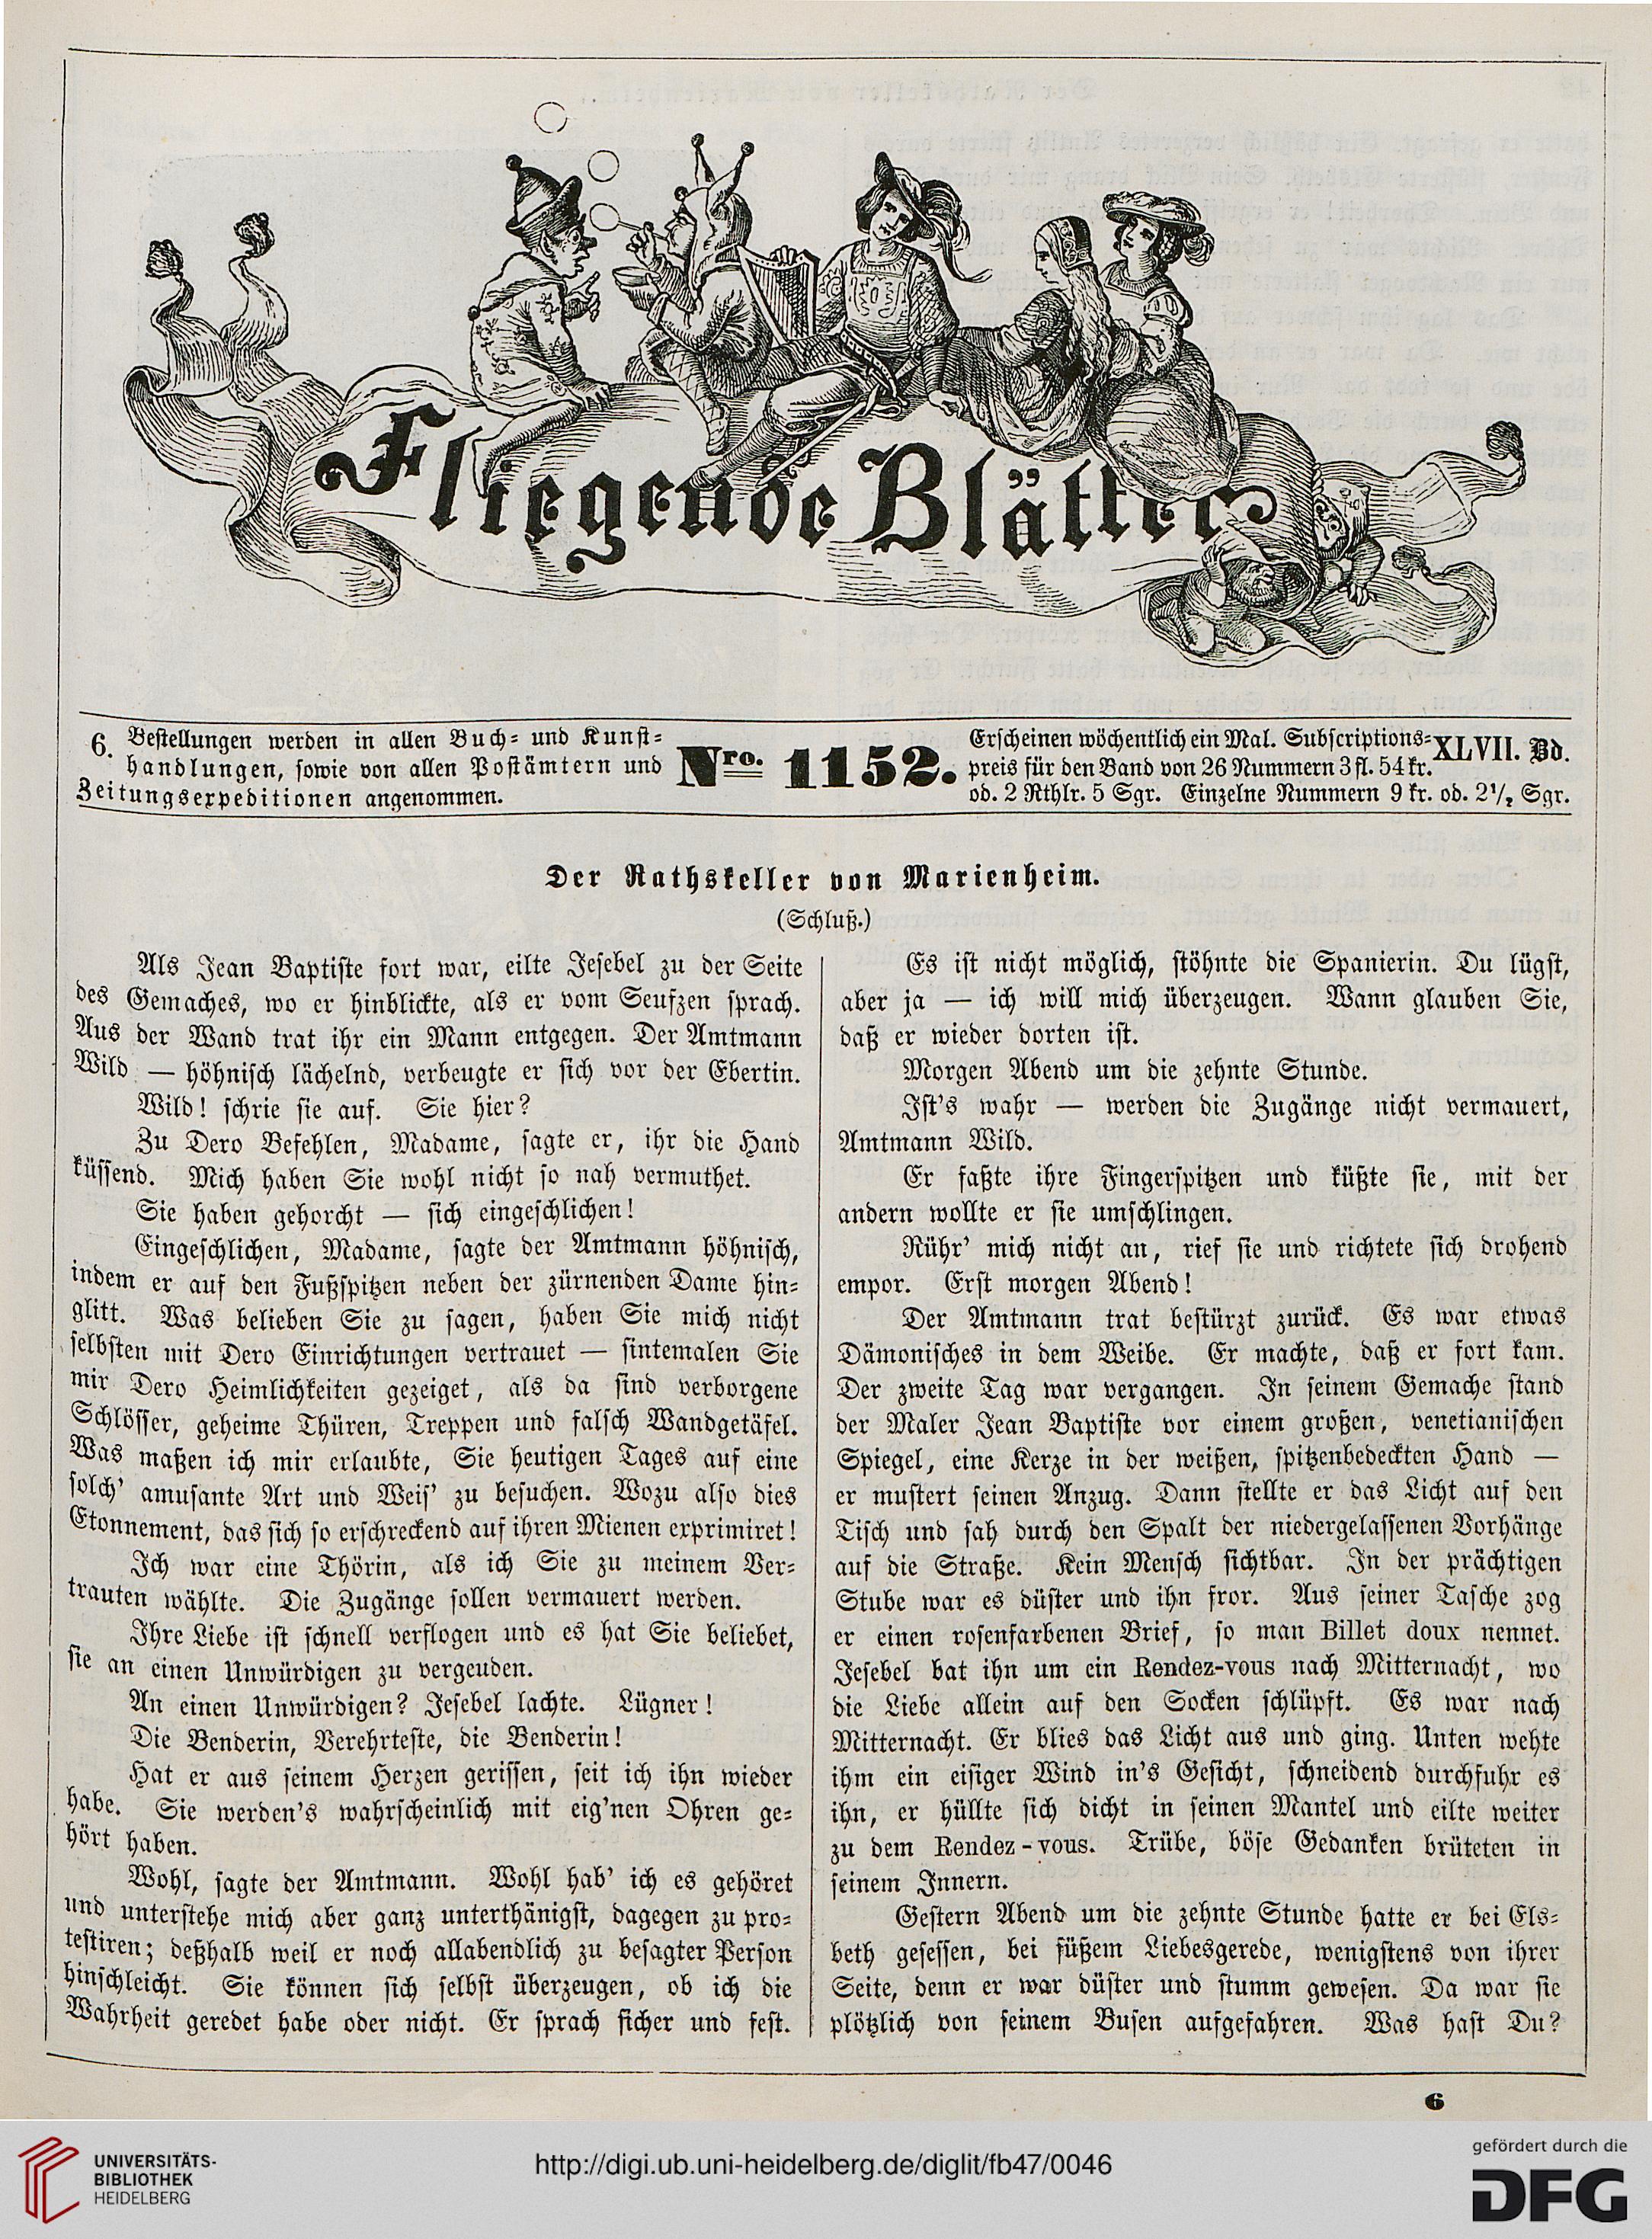 Fliegende Blätter
6. Bestellungen werden in allen Buch- und Kunst-
handlungen, sowie von allen Postämtern und
Zeitungsexpeditionen angenommen.
Nro. 1152.
Erscheinen wöchentlich ein Mal. Subscriptions-
preis für den Band von 26 Nummern 3 fl. 54 kr.
od. 2 Rthlr. 5 Sgr. Einzelne Nummern 9 kr. od. 2½ Sgr.
XLVII. Bd.
Der Rathskeller von Marienheim.
(Schluß.)
Als Jean Baptiste fort war, eilte Jesebel zu der Seite
des Gemaches, wo er hinblickte, als er vom Seufzen sprach.
Aus der Wand trat ihr ein Mann entgegen. Der Amtmann
Wild — höhnisch lächelnd, verbeugte er sich vor der Ebertin.
Wild! schrie sie auf. Sie hier?
Zu Dero Befehlen, Madame, sagte er, ihr die Hand
küssend. Mich haben Sie wohl nicht so nah vermuthet.
Sie haben gehorcht — sich eingeschlichen!
Eingeschlichen, Madame, sagte der Amtmann höhnisch,
indem er auf den Fußspitzen neben der zürnenden Dame hin-
glitt. Was belieben Sie zu sagen, haben Sie mich nicht
selbsten mit Dero Einrichtungen vertrauet — sintemalen Sie
mir Dero Heimlichkeiten gezeiget, als da sind verborgene
Schlösser, geheime Thüren, Treppen und falsch Wandgetäfel.
Was maßen ich mir erlaubte, Sie heutigen Tages auf eine
solch' amusante Art und Weis' zu besuchen. Wozu also dies
Etonnement, das sich so erschreckend auf ihren Mienen exprimiret!
Ich war eine Thörin, als ich Sie zu meinem Ver-
trauten wählte. Die Zugänge sollen vermauert werden.
Ihre Liebe ist schnell verflogen und es hat Sie beliebet,
sie an einen Unwürdigen zu vergeuden.
An einen Unwürdigen? Jesebel lachte. Lügner!
Die Benderin, Verehrteste, die Benderin!
Hat er aus seinem Herzen gerissen, seit ich ihn wieder
habe. Sie werden's wahrscheinlich mit eig'nen Ohren ge-
hört haben.
Wohl, sagte der Amtmann. Wohl hab' ich es gehöret
und unterstehe mich aber ganz unterthänigst, dagegen zu pro-
testiren; deßhalb weil er noch allabendlich zu besagter Person
hinschleicht. Sie können sich selbst überzeugen, ob ich die
Wahrheit geredet habe oder nicht. Er sprach sicher und fest.
Es ist nicht möglich, stöhnte die Spanierin. Du lügst,
aber ja — ich will mich überzeugen. Wann glauben Sie,
daß er wieder dorten ist.
Morgen Abend um die zehnte Stunde.
Ist's wahr — werden die Zugänge nicht vermauert,
Amtmann Wild.
Er faßte ihre Fingerspitzen und küßte sie, mit der
andern wollte er sie umschlingen.
Rühr' mich nicht an, rief sie und richtete sich drohend
empor. Erst morgen Abend!
Der Amtmann trat bestürzt zurück. Es war etwas
Dämonisches in dem Weibe. Er machte, daß er fort kam.
Der zweite Tag war vergangen. In seinem Gemache stand
der Maler Jean Baptiste vor einem großen, venetianischen
Spiegel, eine Kerze in der weißen, spitzenbedeckten Hand —
er mustert seinen Anzug. Dann stellte er das Licht auf den
Tisch und sah durch den Spalt der niedergelassenen Vorhänge
auf die Straße. Kein Mensch sichtbar. In der prächtigen
Stube war es düster und ihn fror. Aus seiner Tasche zog
er einen rosenfarbenen Brief, so man Billet doux nennet.
Jesebel bat ihn um ein Rendez-vous nach Mitternacht, wo
die Liebe allein auf den Socken schlüpft. Es war nach
Mitternacht. Er blies das Licht aus und ging. Unten wehte
ihm ein eisiger Wind in's Gesicht, schneidend durchfuhr es
ihn, er hüllte sich dicht in seinen Mantel und eilte weiter
zu dem Rendez-vous. Trübe, böse Gedanken brüteten in
seinem Innern.
Gestern Abend um die zehnte Stunde hatte er bei Els-
beth gesessen, bei süßem Liebesgerede, wenigstens von ihrer
Seite, denn er war düster und stumm gewesen. Da war sie
plötzlich von seinem Busen aufgefahren. Was hast Du?
6
UNIVERSITÄTS-
BIBLIOTHEK
HEIDELBERG
http://digi.ub.uni-heidelberg.de/diglit/fb47/0046
gefördert durch die
DFG